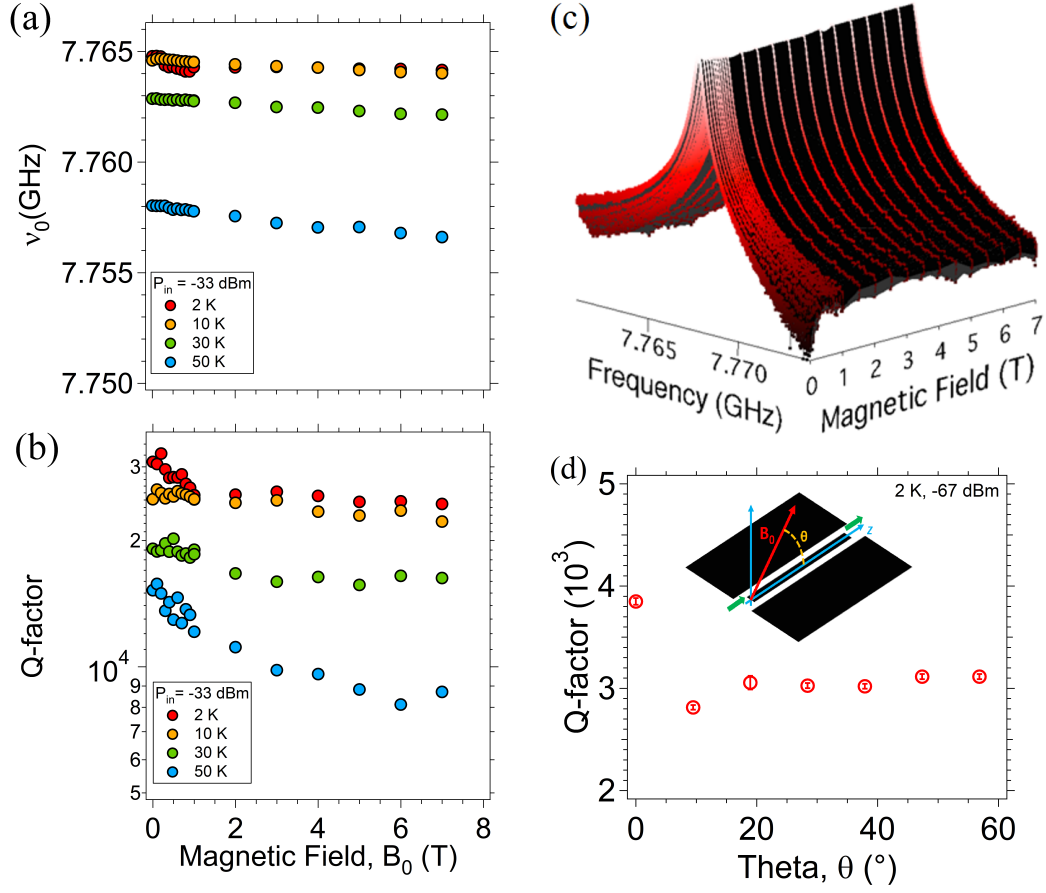 (a)
7.765
7.760
7.755
7.750
ν0(GHz)
Pin = -33 dBm
2 K
10 K
30 K
50 K
(b)
3
2
10^4
9
8
7
6
5
Q-factor
Pin= -33 dBm
2 K
10 K
30 K
50 K
0 2 4 6 8
Magnetic Field, B0 (T)
(c)
7.765
7.770
Frequency (GHz)
0 1 2 3 4 5 6 7
Magnetic Field (T)
(d)
5
4
3
2
Q-factor (10^3)
2 K, -67 dBm
B0
θ
z
0 20 40 60
Theta, θ (°)